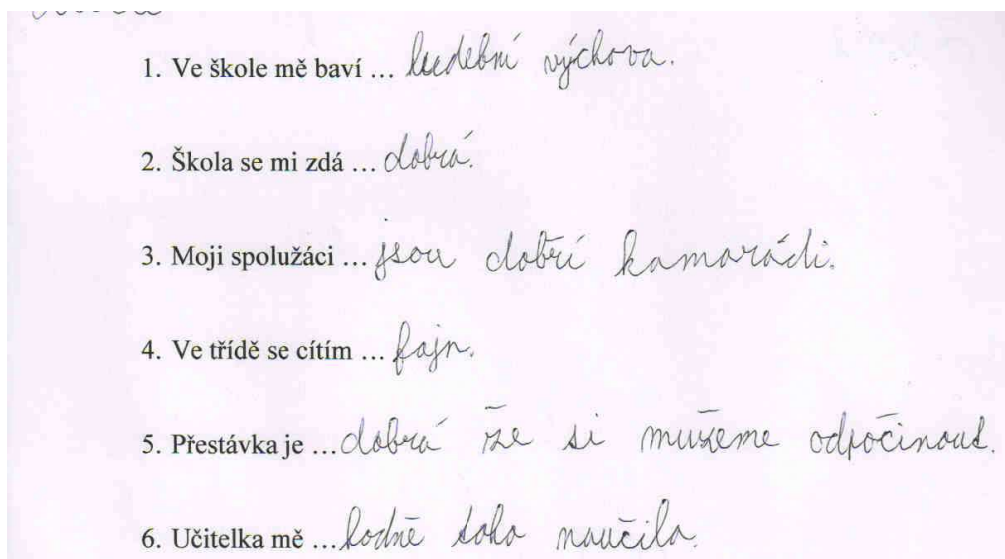 1. Ve škole mě baví ... hudební výchova.
2. Škola se mi zdá ... dobrá.
3. Moji spolužáci ... jsou dobří kamarádi.
4. Ve třídě se cítím ... fajn.
5. Přestávka je ... dobrá že si mužeme odpočinout.
6. Učitelka mě ... hodně toho naučila.